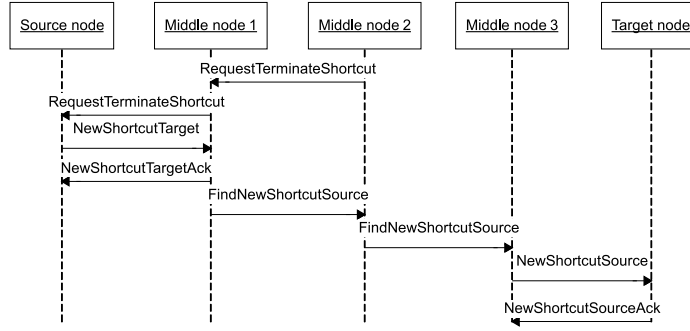 Source node
Middle node 1
Middle node 2
Middle node 3
Target node
RequestTerminateShortcut
RequestTerminateShortcut
NewShortcutTarget
NewShortcutTargetAck
FindNewShortcutSource
FindNewShortcutSource
NewShortcutSource
NewShortcutSourceAck